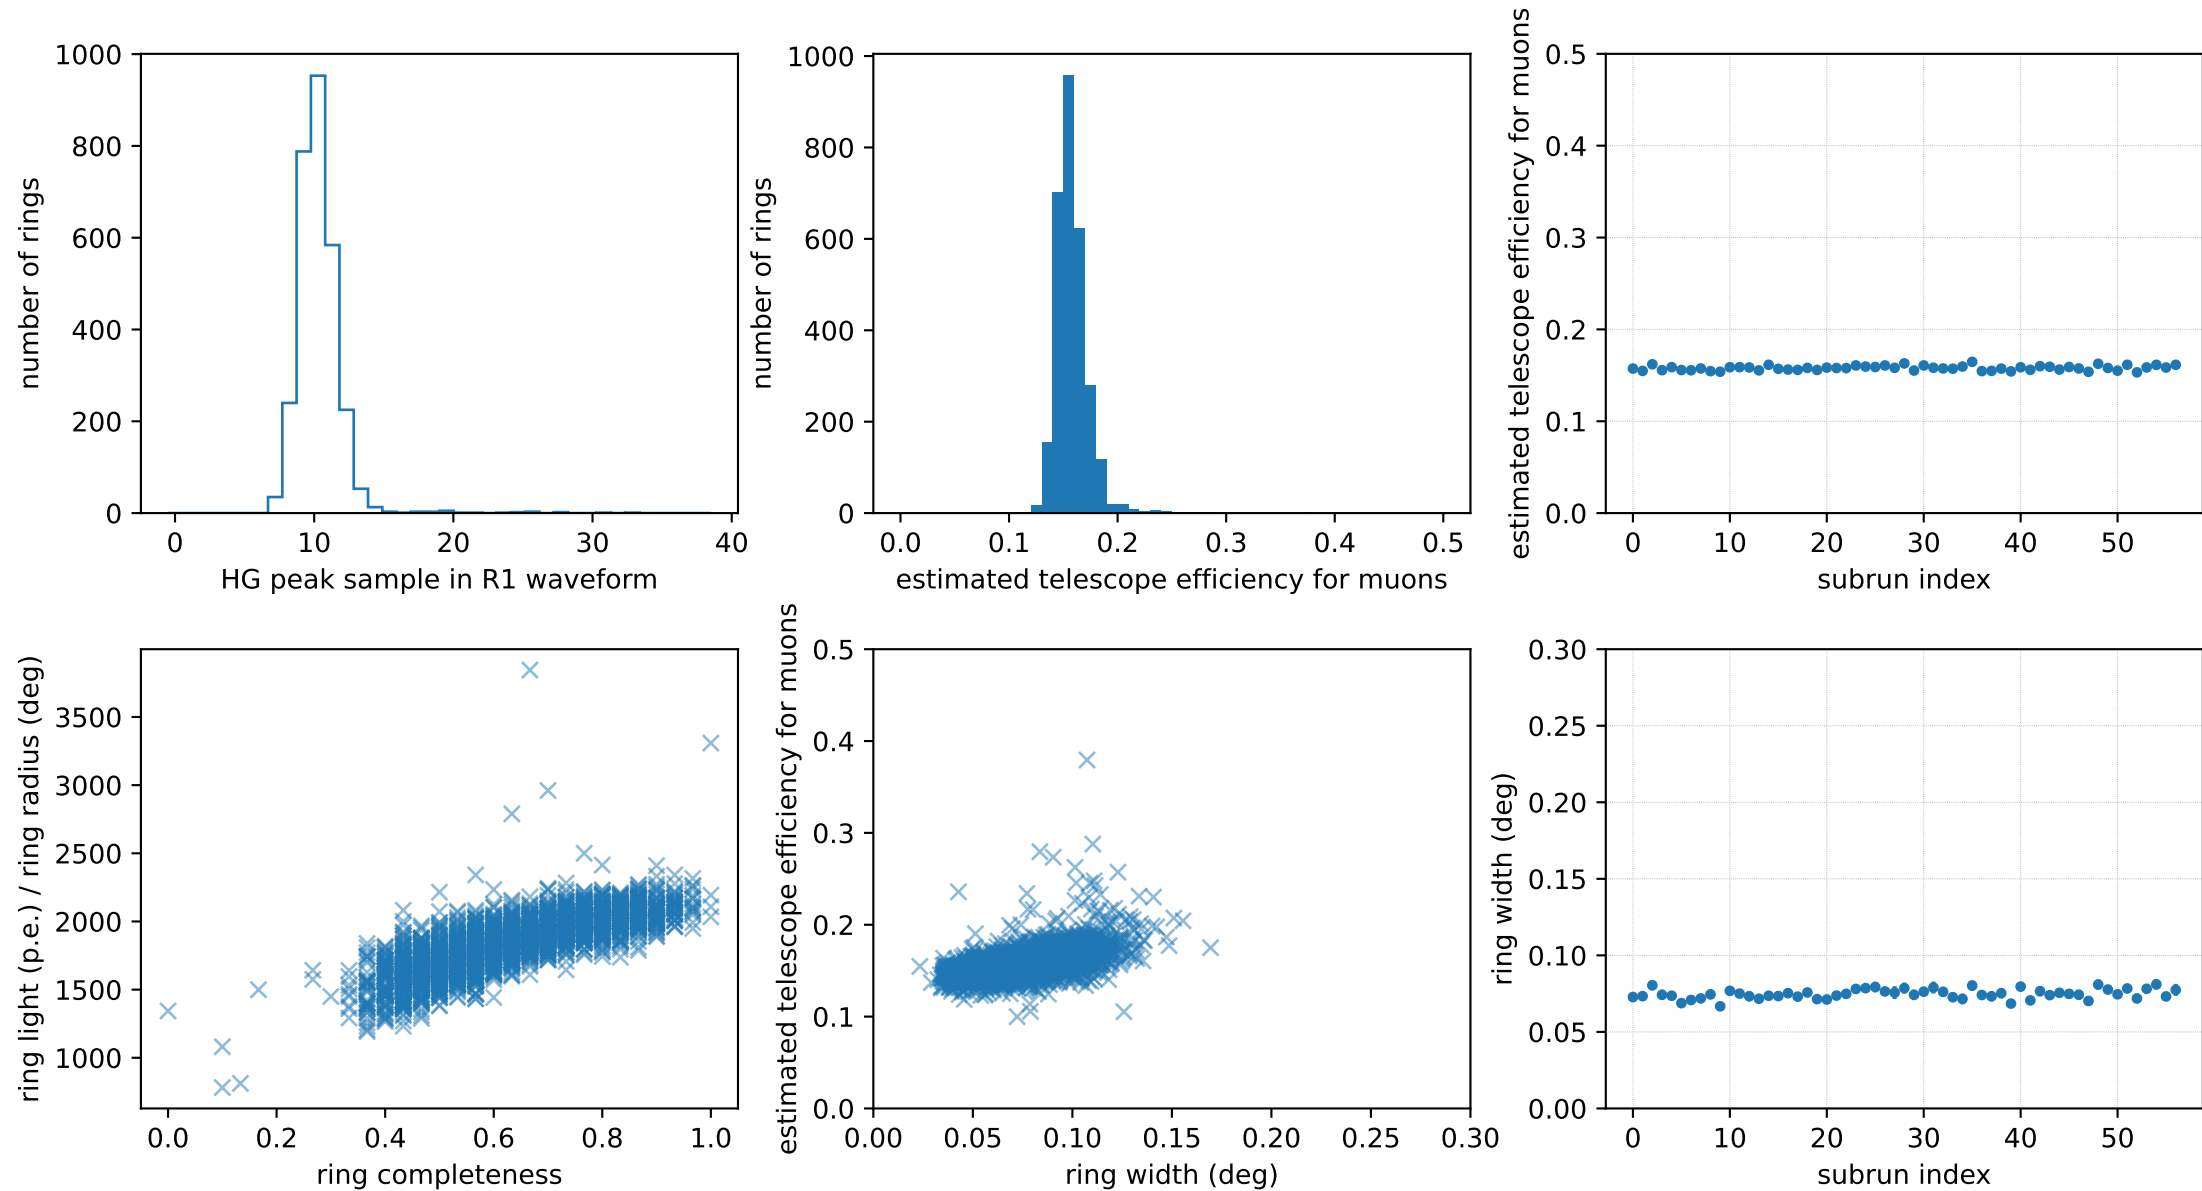 1000
800
600
400
200
0
number of rings
0 10 20 30 40
HG peak sample in R1 waveform
1000
800
600
400
200
0
number of rings
0.0 0.1 0.2 0.3 0.4 0.5
estimated telescope efficiency for muons
0.5
0.4
0.3
0.2
0.1
0.0
estimated telescope efficiency for muons
0 10 20 30 40 50
subrun index
3500
3000
2500
2000
1500
1000
ring light (p.e.) / ring radius (deg)
0.0 0.2 0.4 0.6 0.8 1.0
ring completeness
0.5
0.4
0.3
0.2
0.1
0.0
estimated telescope efficiency for muons
0.00 0.05 0.10 0.15 0.20 0.25 0.30
ring width (deg)
0.30
0.25
0.20
0.15
0.10
0.05
0.00
ring width (deg)
0 10 20 30 40 50
subrun index